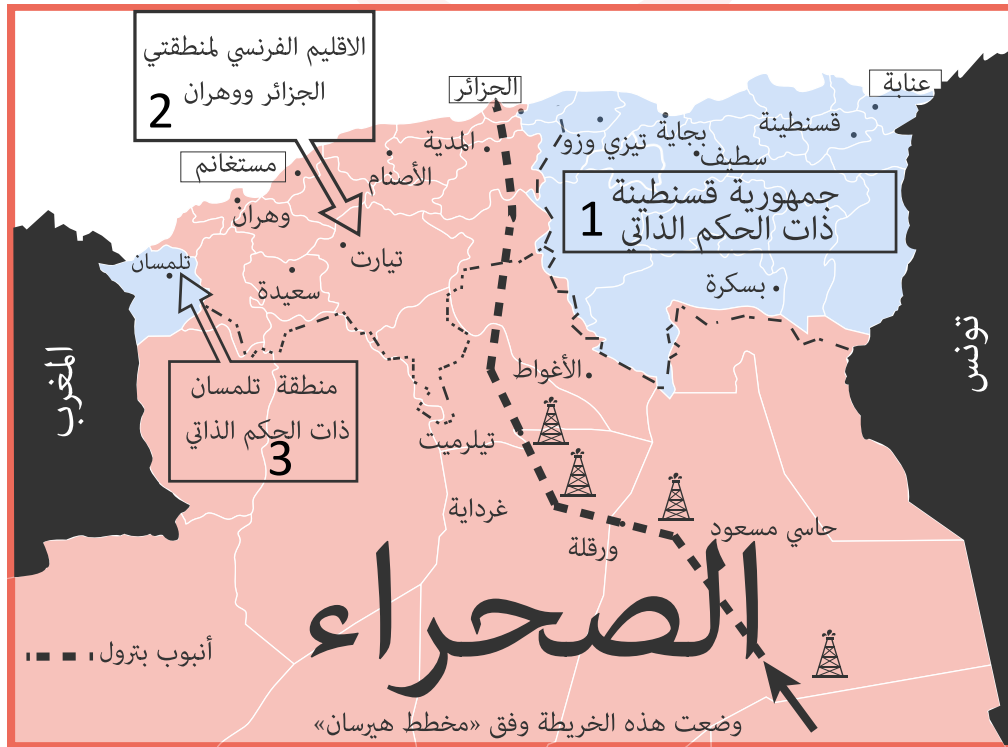 الاقليم الفرنسي لمنطقتي
الجزائر ووهران
2
الجزائر
عنابة
قسنطينة
بجاية
تيزي وزو
سطيف
المدية
الأصنام
مستغانم
وهران
جمهورية قسنطينة
ذات الحكم الذاتي
1
تيارت
تلمسان
سعيدة
بسكرة
المغرب
تونس
الأغواط
منطقة تلمسان
ذات الحكم الذاتي
3
تيلرميت
غرداية
حاسي مسعود
ورقلة
الصحراء
أنبوب بترول
وضعت هذه الخريطة وفق «مخطط هيرسان»